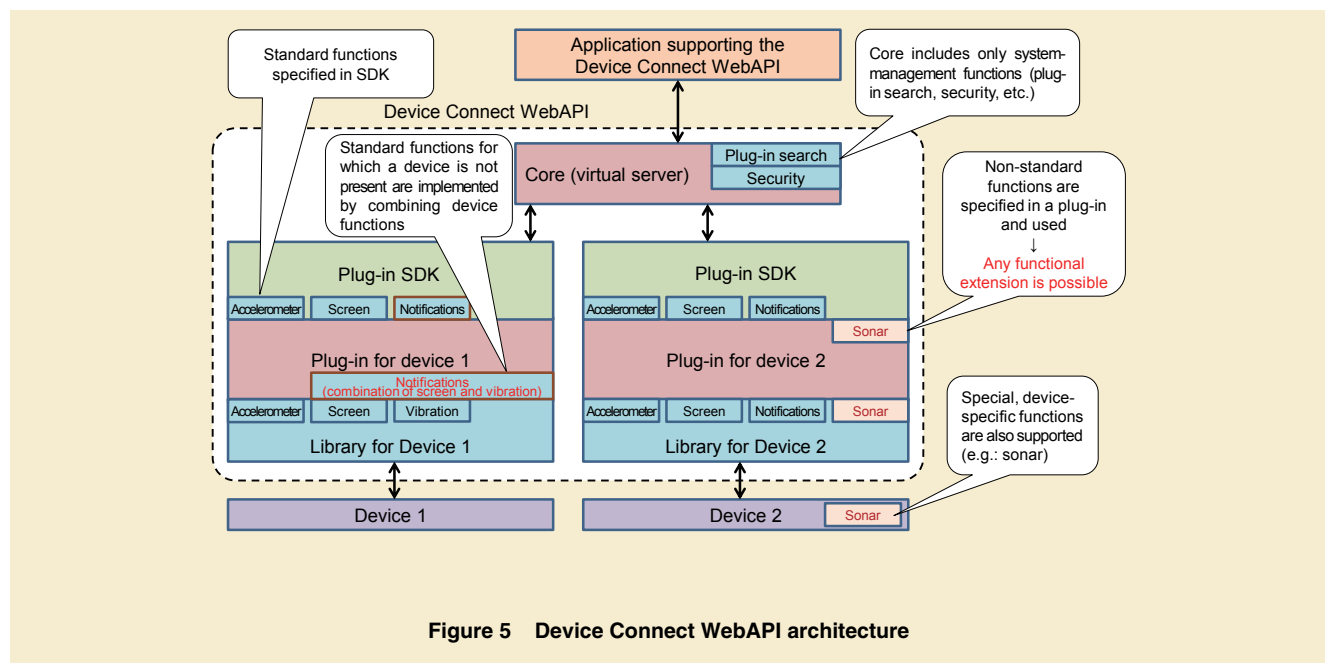 Standard functions
specified in SDK
Application supporting the
Device Connect WebAPI
Core includes only system-
management functions (plug-
in search, security, etc.)
Device Connect WebAPI
Standard functions for
which a device is not
present are implemented
by combining device
functions
Core (virtual server)
Plug-in search
Security
Non-standard
functions are
specified in a plug-in
and used
↓
Any functional
extension is possible
Plug-in SDK
Accelerometer
Screen
Notifications
Plug-in for device 1
Notifications
(combination of screen and vibration)
Accelerometer
Screen
Vibration
Library for Device 1
Plug-in SDK
Accelerometer
Screen
Notifications
Sonar
Plug-in for device 2
Accelerometer
Screen
Notifications
Sonar
Library for Device 2
Special, device-
specific functions
are also supported
(e.g.: sonar)
Device 1
Device 2
Sonar
Figure 5 Device Connect WebAPI architecture